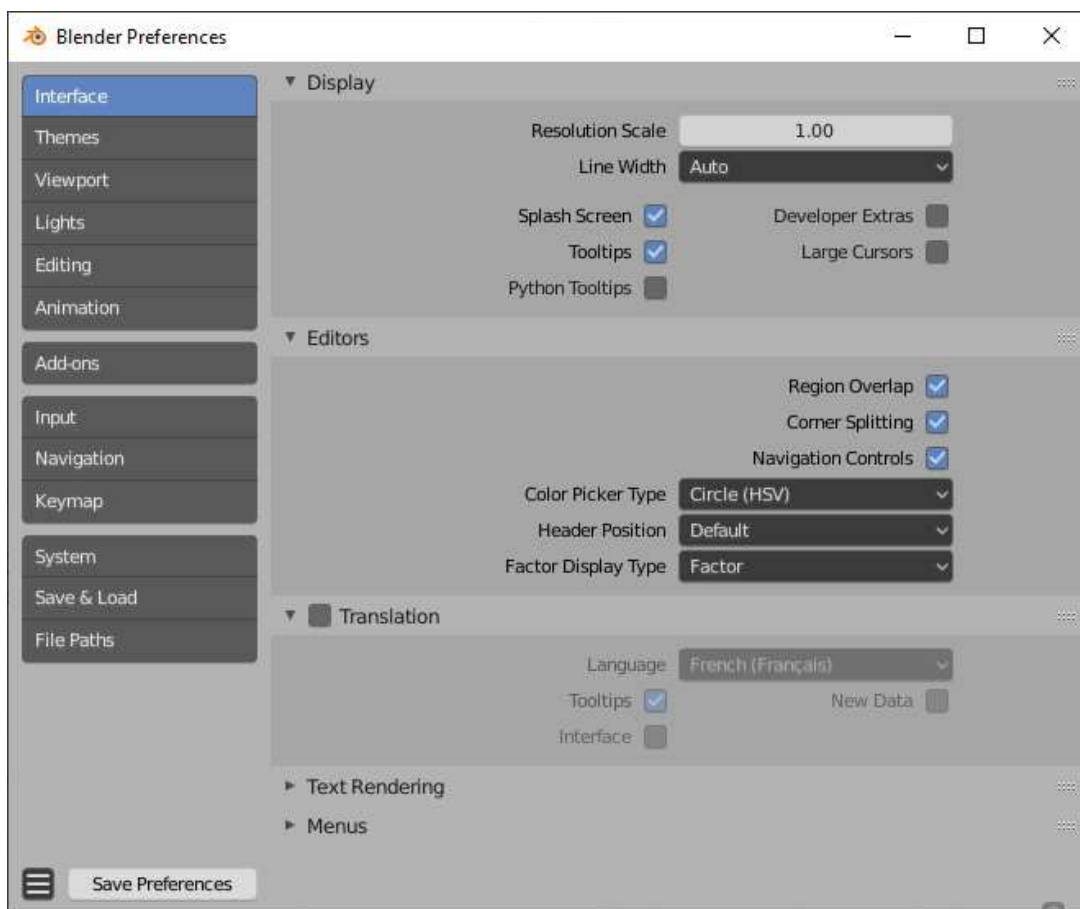 Blender Preferences
Interface
Themes
Viewport
Lights
Editing
Animation
Add-ons
Input
Navigation
Keymap
System
Save & Load
File Paths
Save Preferences
Display
Resolution Scale 1.00
Line Width Auto
Splash Screen Developer Extras
Tooltips Large Cursors
Python Tooltips
Editors
Region Overlap
Corner Splitting
Navigation Controls
Color Picker Type Circle (HSV)
Header Position Default
Factor Display Type Factor
Translation
Language French (Français)
Tooltips New Data
Interface
Text Rendering
Menus